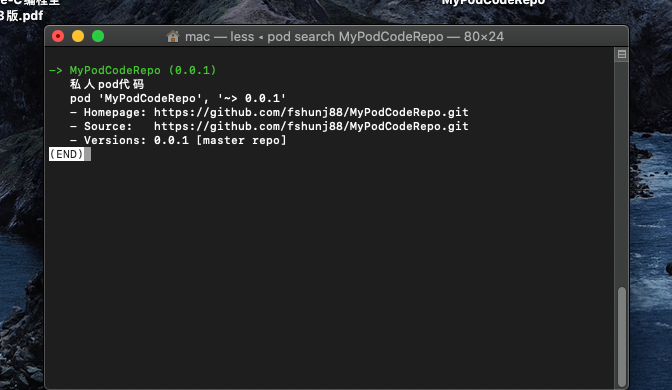 e-C编程全
3版.pdf
MyPodCodeRepo
mac — less ◂ pod search MyPodCodeRepo — 80×24
-> MyPodCodeRepo (0.0.1)
私人pod代码
pod 'MyPodCodeRepo', '~> 0.0.1'
- Homepage: https://github.com/fshunj88/MyPodCodeRepo.git
- Source:   https://github.com/fshunj88/MyPodCodeRepo.git
- Versions: 0.0.1 [master repo]
(END)